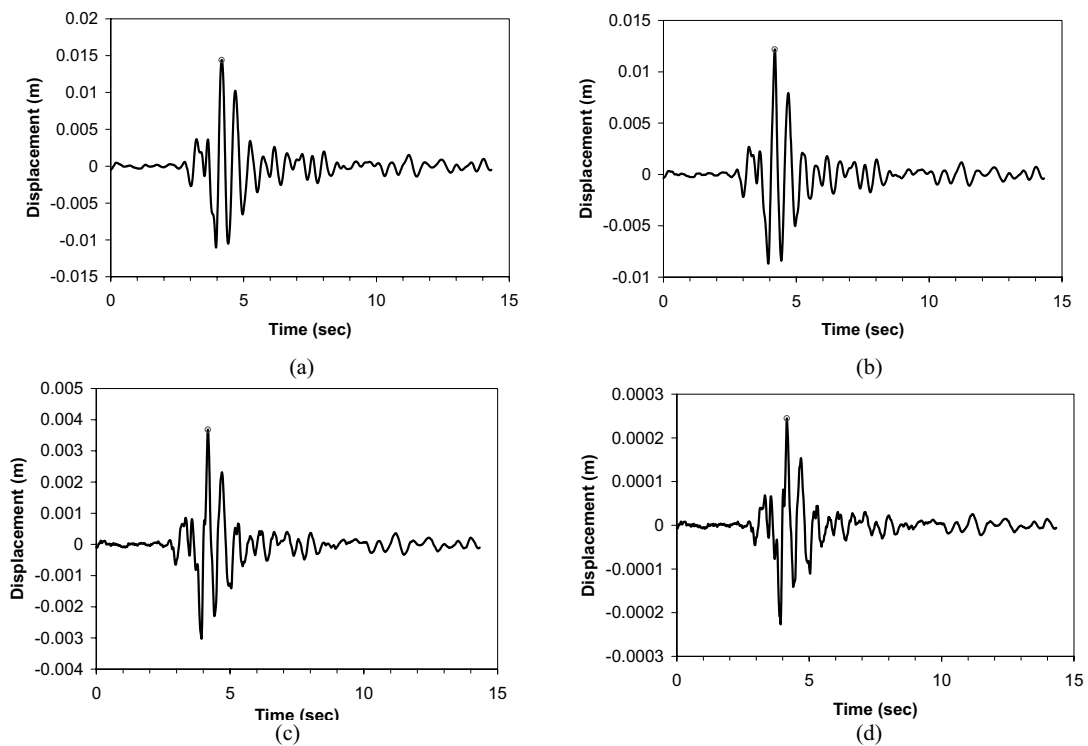 0.02
0.015
0.01
0.005
0
-0.005
-0.01
-0.015
Displacement (m)
0 5 10 15
Time (sec)
(a)
0.015
0.01
0.005
0
-0.005
-0.01
Displacement (m)
0 5 10 15
Time (sec)
(b)
0.005
0.004
0.003
0.002
0.001
0
-0.001
-0.002
-0.003
-0.004
Displacement (m)
0 5 10 15
Time (sec)
(c)
0.0003
0.0002
0.0001
0
-0.0001
-0.0002
-0.0003
Displacement (m)
0 5 10 15
Time (sec)
(d)